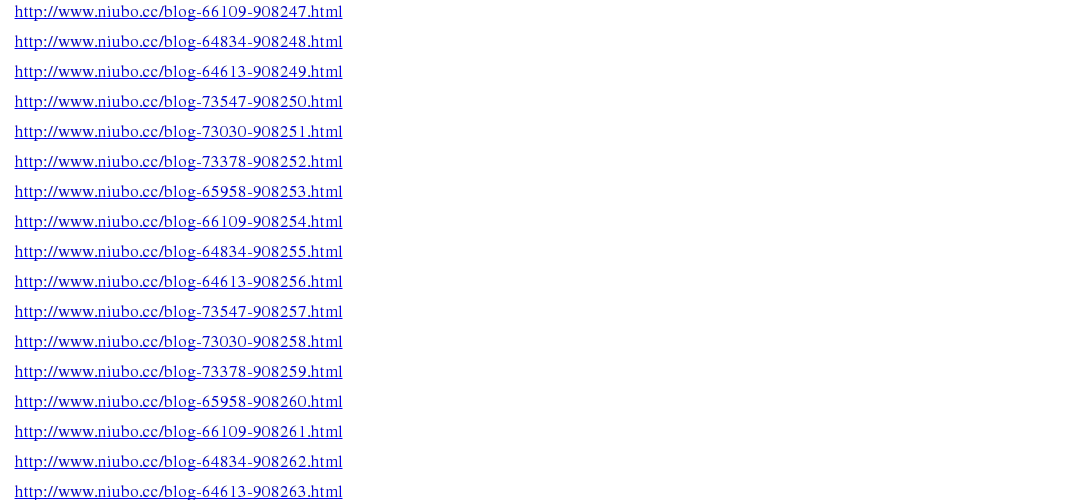 http://www.niubo.cc/blog-66109-908247.html
http://www.niubo.cc/blog-64834-908248.html
http://www.niubo.cc/blog-64613-908249.html
http://www.niubo.cc/blog-73547-908250.html
http://www.niubo.cc/blog-73030-908251.html
http://www.niubo.cc/blog-73378-908252.html
http://www.niubo.cc/blog-65958-908253.html
http://www.niubo.cc/blog-66109-908254.html
http://www.niubo.cc/blog-64834-908255.html
http://www.niubo.cc/blog-64613-908256.html
http://www.niubo.cc/blog-73547-908257.html
http://www.niubo.cc/blog-73030-908258.html
http://www.niubo.cc/blog-73378-908259.html
http://www.niubo.cc/blog-65958-908260.html
http://www.niubo.cc/blog-66109-908261.html
http://www.niubo.cc/blog-64834-908262.html
http://www.niubo.cc/blog-64613-908263.html